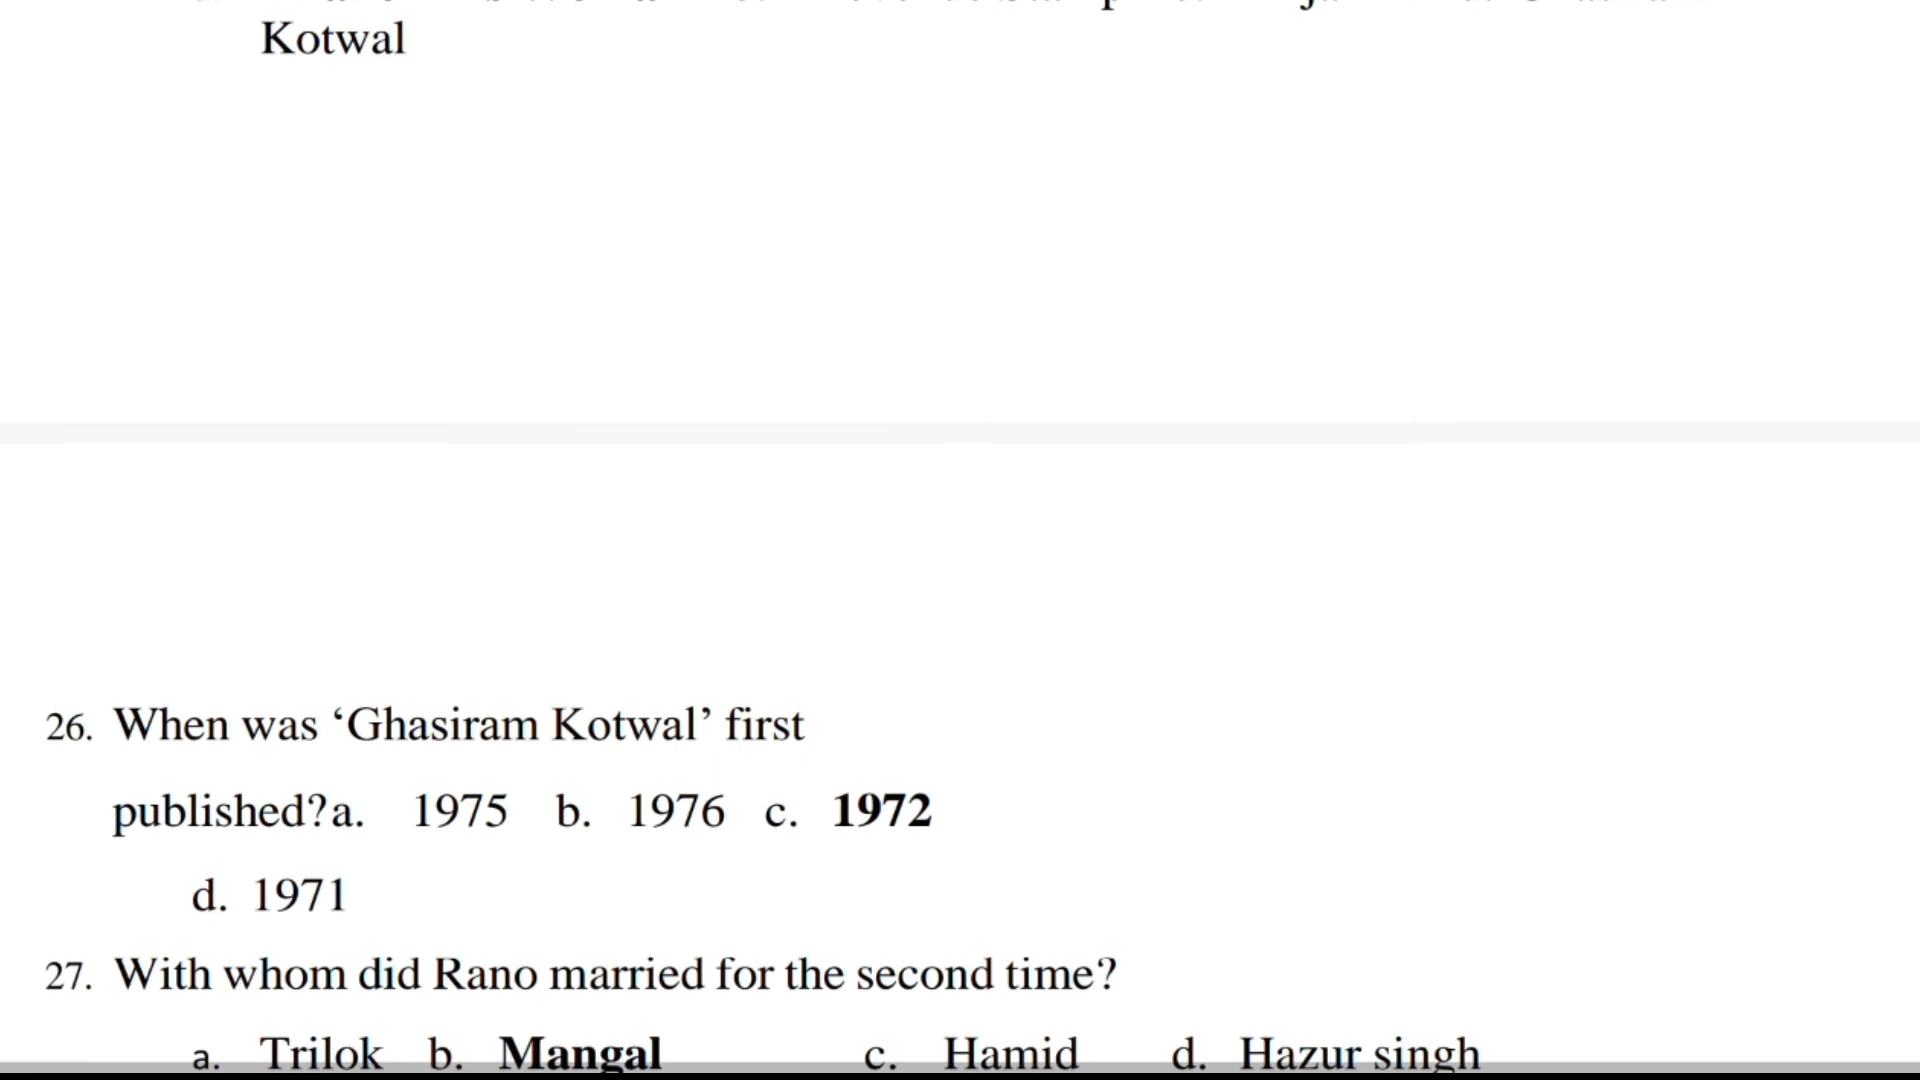 Kotwal
26. When was ‘Ghasiram Kotwal’ first
published?a. 1975 b. 1976 c. 1972
d. 1971
27. With whom did Rano married for the second time?
a. Trilok b. Mangal c. Hamid d. Hazur singh